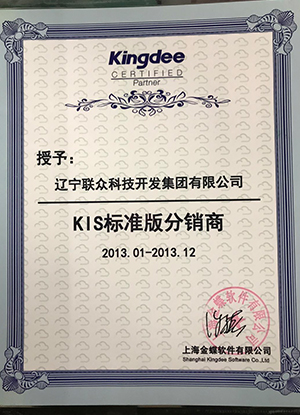 Kingdee
CERTIFIED
Partner
授予：
辽宁联众科技开发集团有限公司
KIS标准版分销商
2013.01-2013.12
上海金蝶软件有限公司
Shanghai Kingdee Software Co.,Ltd